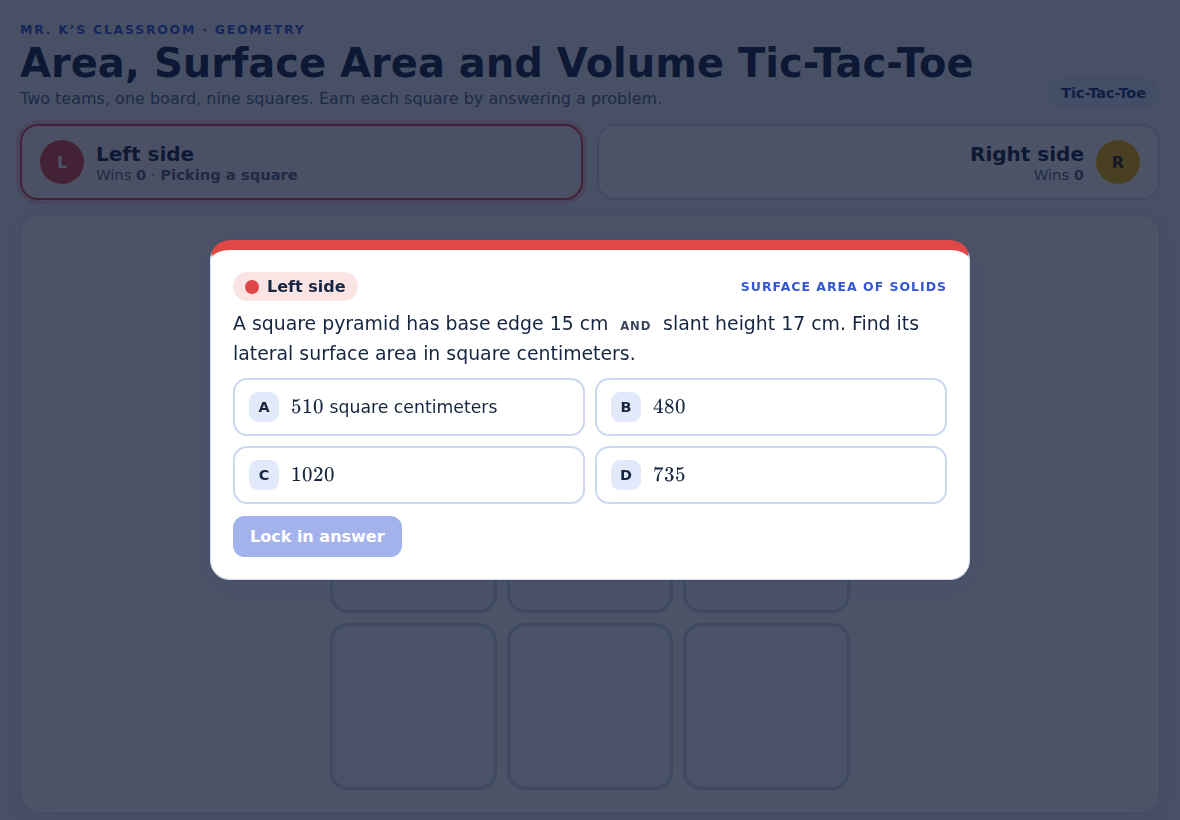 MR. K'S CLASSROOM · GEOMETRY
Area, Surface Area and Volume Tic-Tac-Toe
Two teams, one board, nine squares. Earn each square by answering a problem.
Tic-Tac-Toe
L
Left side
Wins 0 · Picking a square
Right side
Wins 0
R
Left side
SURFACE AREA OF SOLIDS
A square pyramid has base edge 15 cm AND slant height 17 cm. Find its
lateral surface area in square centimeters.
A 510 square centimeters
B 480
C 1020
D 735
Lock in answer